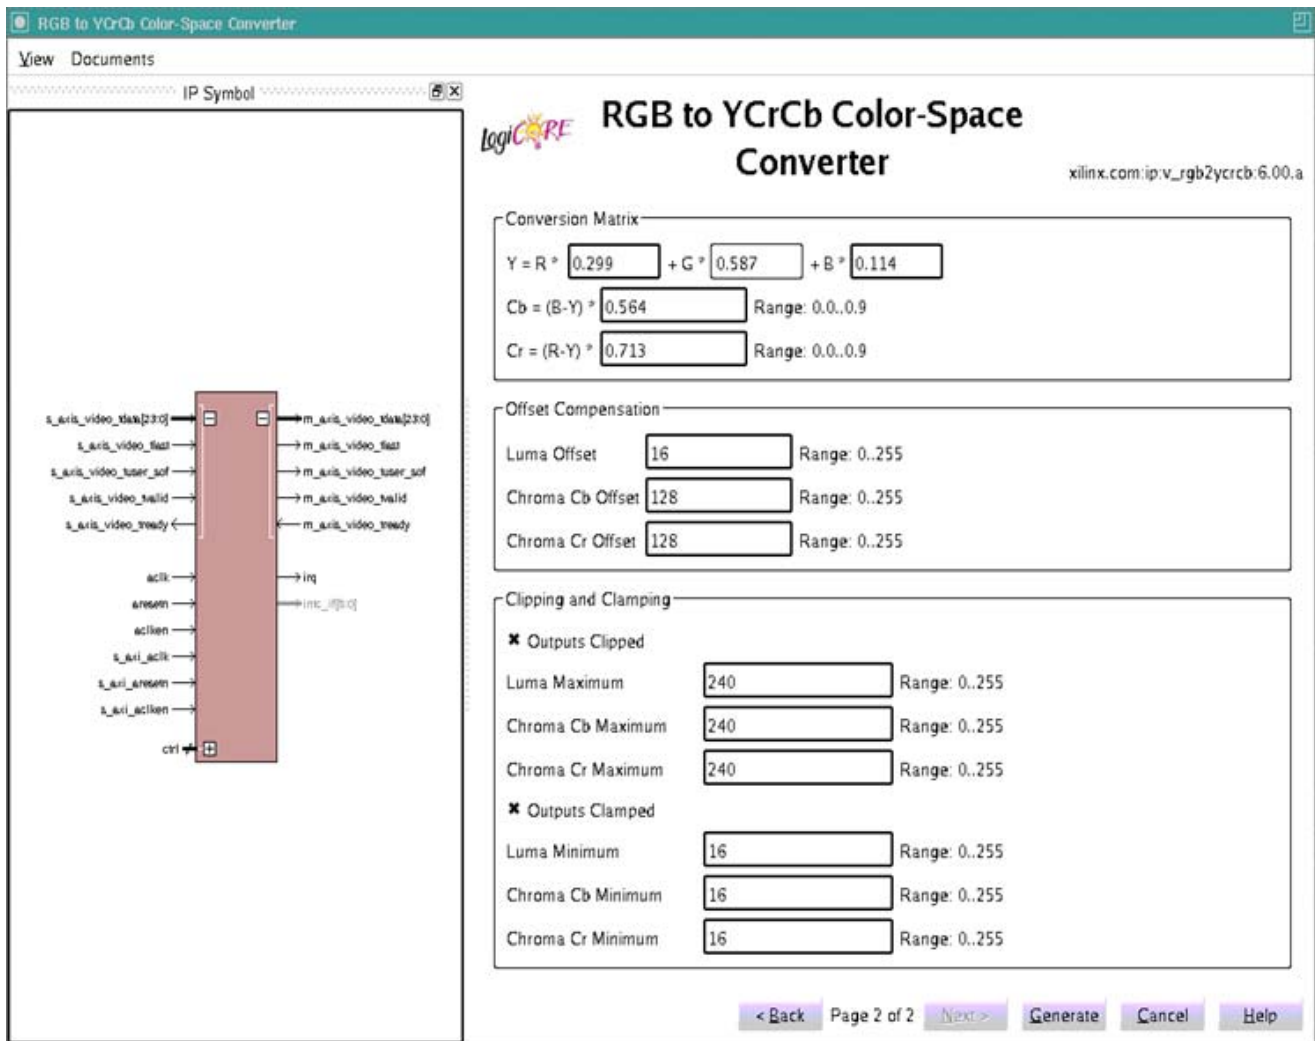 RGB to YCrCb Color-Space Converter
View Documents
IP Symbol
s_axis_video_tdata[23:0]
s_axis_video_tlast
s_axis_video_tuser_sof
s_axis_video_tvalid
s_axis_video_tready
aclk
aresetn
aclken
s_axi_aclk
s_axi_aresetn
s_axi_aclken
ctrl
m_axis_video_tdata[23:0]
m_axis_video_tlast
m_axis_video_tuser_sof
m_axis_video_tvalid
m_axis_video_tready
irq
LogiCORE
RGB to YCrCb Color-Space
Converter
xilinx.com:ip:v_rgb2ycrcb:6.00.a
Conversion Matrix
Y = R * 0.299 + G * 0.587 + B * 0.114
Cb = (B-Y) * 0.564 Range: 0.0..0.9
Cr = (R-Y) * 0.713 Range: 0.0..0.9
Offset Compensation
Luma Offset 16 Range: 0..255
Chroma Cb Offset 128 Range: 0..255
Chroma Cr Offset 128 Range: 0..255
Clipping and Clamping
Outputs Clipped
Luma Maximum 240 Range: 0..255
Chroma Cb Maximum 240 Range: 0..255
Chroma Cr Maximum 240 Range: 0..255
Outputs Clamped
Luma Minimum 16 Range: 0..255
Chroma Cb Minimum 16 Range: 0..255
Chroma Cr Minimum 16 Range: 0..255
< Back Page 2 of 2 Next > Generate Cancel Help